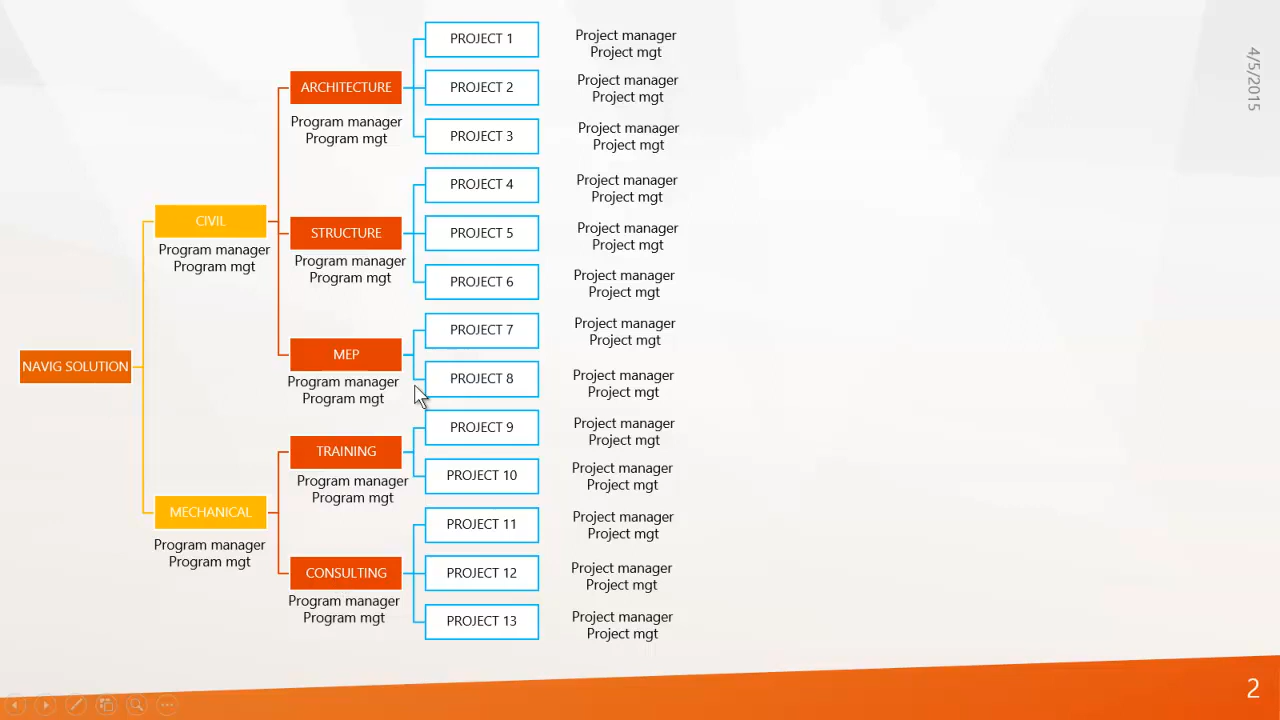 PROJECT 1
Project manager
Project mgt
ARCHITECTURE
PROJECT 2
Project manager
Project mgt
Program manager
Program mgt
PROJECT 3
Project manager
Project mgt
PROJECT 4
Project manager
Project mgt
CIVIL
Program manager
Program mgt
STRUCTURE
PROJECT 5
Project manager
Project mgt
Program manager
Program mgt
PROJECT 6
Project manager
Project mgt
PROJECT 7
Project manager
Project mgt
NAVIG SOLUTION
MEP
Program manager
Program mgt
PROJECT 8
Project manager
Project mgt
PROJECT 9
Project manager
Project mgt
TRAINING
Program manager
Program mgt
PROJECT 10
Project manager
Project mgt
MECHANICAL
Program manager
Program mgt
PROJECT 11
Project manager
Project mgt
CONSULTING
Program manager
Program mgt
PROJECT 12
Project manager
Project mgt
PROJECT 13
Project manager
Project mgt
4/5/2015
2